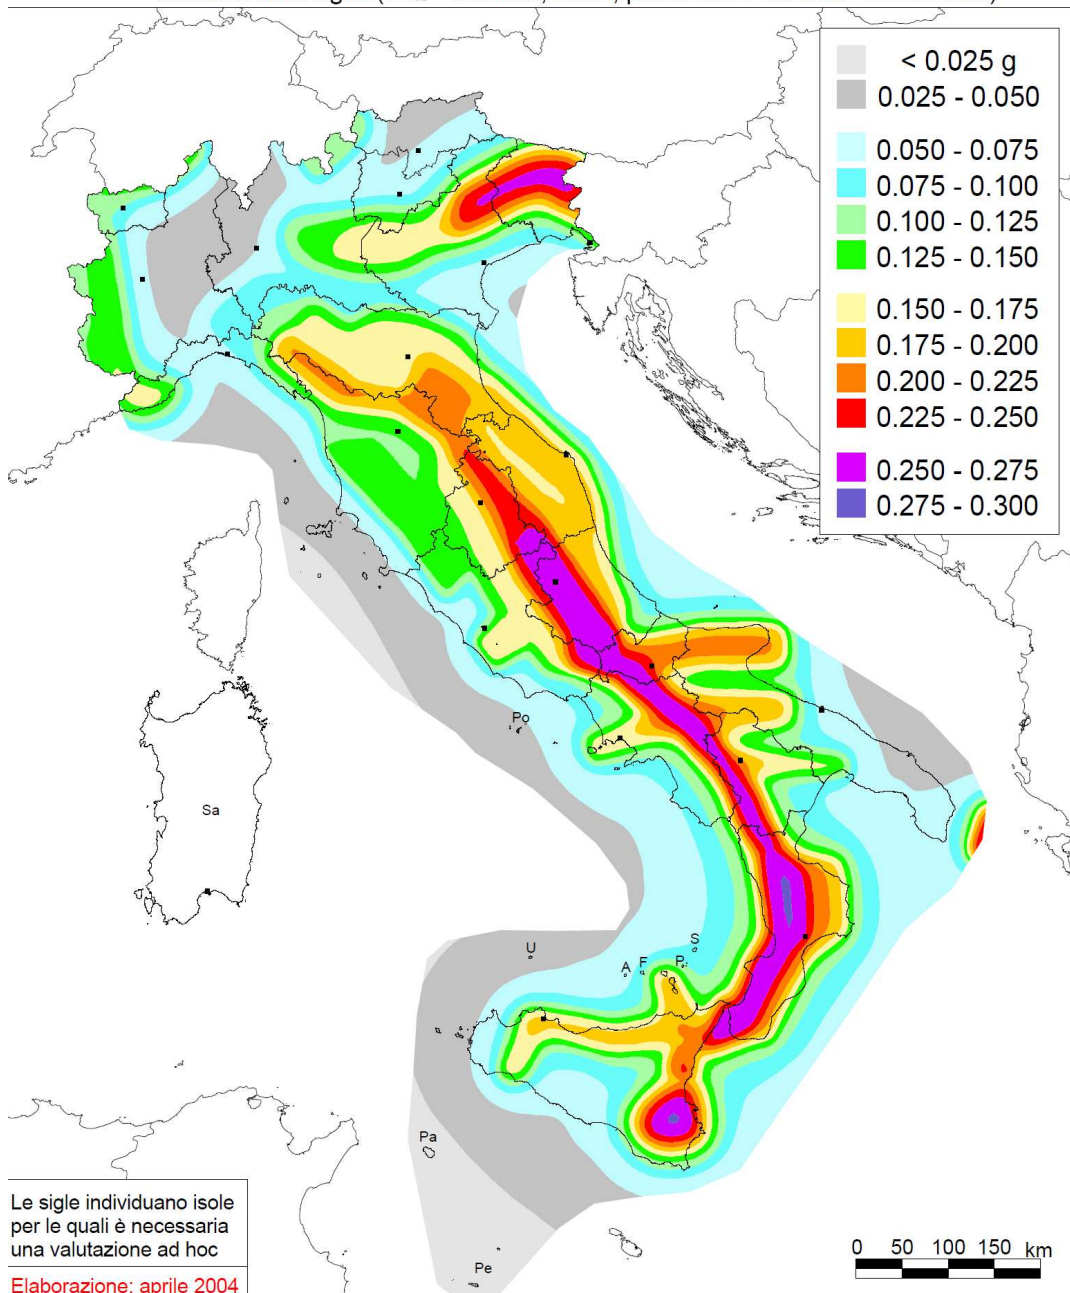 < 0.025 g
0.025 - 0.050
0.050 - 0.075
0.075 - 0.100
0.100 - 0.125
0.125 - 0.150
0.150 - 0.175
0.175 - 0.200
0.200 - 0.225
0.225 - 0.250
0.250 - 0.275
0.275 - 0.300
Po
Sa
S
U
A
F
P
Pa
Pe
Le sigle individuano isole
per le quali è necessaria
una valutazione ad hoc
Elaborazione: aprile 2004
0 50 100 150 km